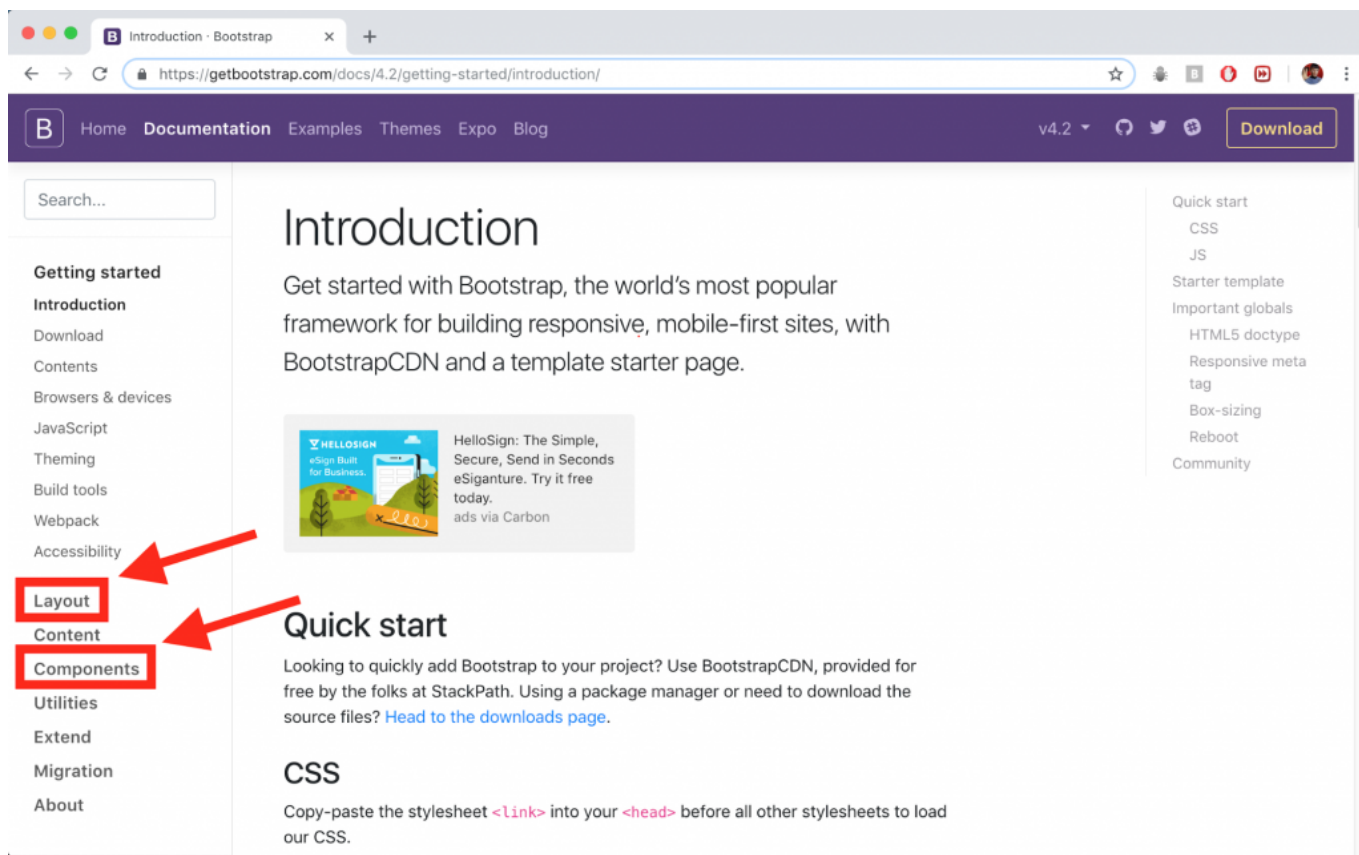 B Introduction · Bootstrap
https://getbootstrap.com/docs/4.2/getting-started/introduction/
B Home Documentation Examples Themes Expo Blog v4.2 Download
Search...
Getting started
Introduction
Download
Contents
Browsers & devices
JavaScript
Theming
Build tools
Webpack
Accessibility
Layout
Content
Components
Utilities
Extend
Migration
About
Introduction
Get started with Bootstrap, the world's most popular
framework for building responsive, mobile-first sites, with
BootstrapCDN and a template starter page.
HELLOSIGN
eSign Built
for Business.
HelloSign: The Simple,
Secure, Send in Seconds
eSiganture. Try it free
today.
ads via Carbon
Quick start
Looking to quickly add Bootstrap to your project? Use BootstrapCDN, provided for
free by the folks at StackPath. Using a package manager or need to download the
source files? Head to the downloads page.
CSS
Copy-paste the stylesheet <link> into your <head> before all other stylesheets to load
our CSS.
Quick start
CSS
JS
Starter template
Important globals
HTML5 doctype
Responsive meta
tag
Box-sizing
Reboot
Community